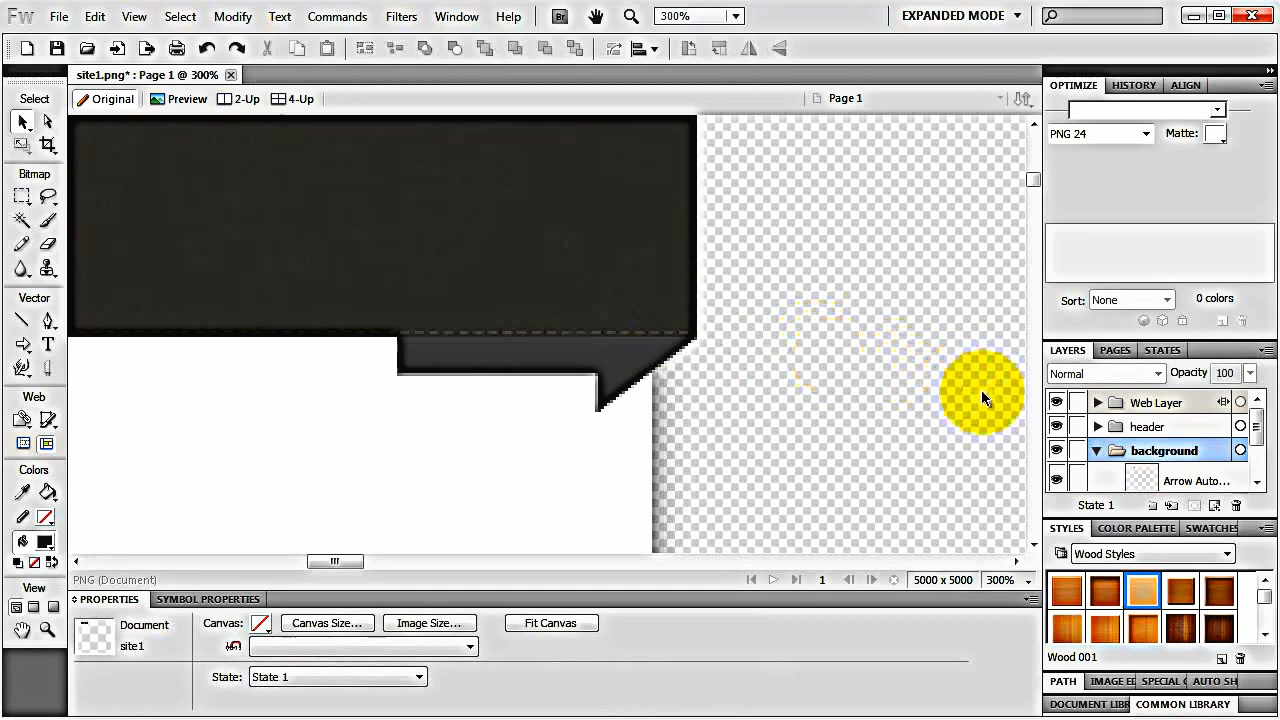 Fw File Edit View Select Modify Text Commands Filters Window Help Br 300% EXPANDED MODE
site1.png* : Page 1 @ 300%
Original Preview 2-Up 4-Up Page 1
Select
Bitmap
Vector
T
Web
Colors
View
OPTIMIZE HISTORY ALIGN
PNG 24 Matte:
Sort: None 0 colors
LAYERS PAGES STATES
Normal Opacity 100
Web Layer
header
background
Arrow Auto...
State 1
STYLES COLOR PALETTE SWATCHES
Wood Styles
Wood 001
PATH IMAGE ED SPECIAL AUTO SH
DOCUMENT LIBR COMMON LIBRARY
PNG (Document) 1 5000 x 5000 300%
PROPERTIES SYMBOL PROPERTIES
Document Canvas: Canvas Size... Image Size... Fit Canvas
site1
State: State 1